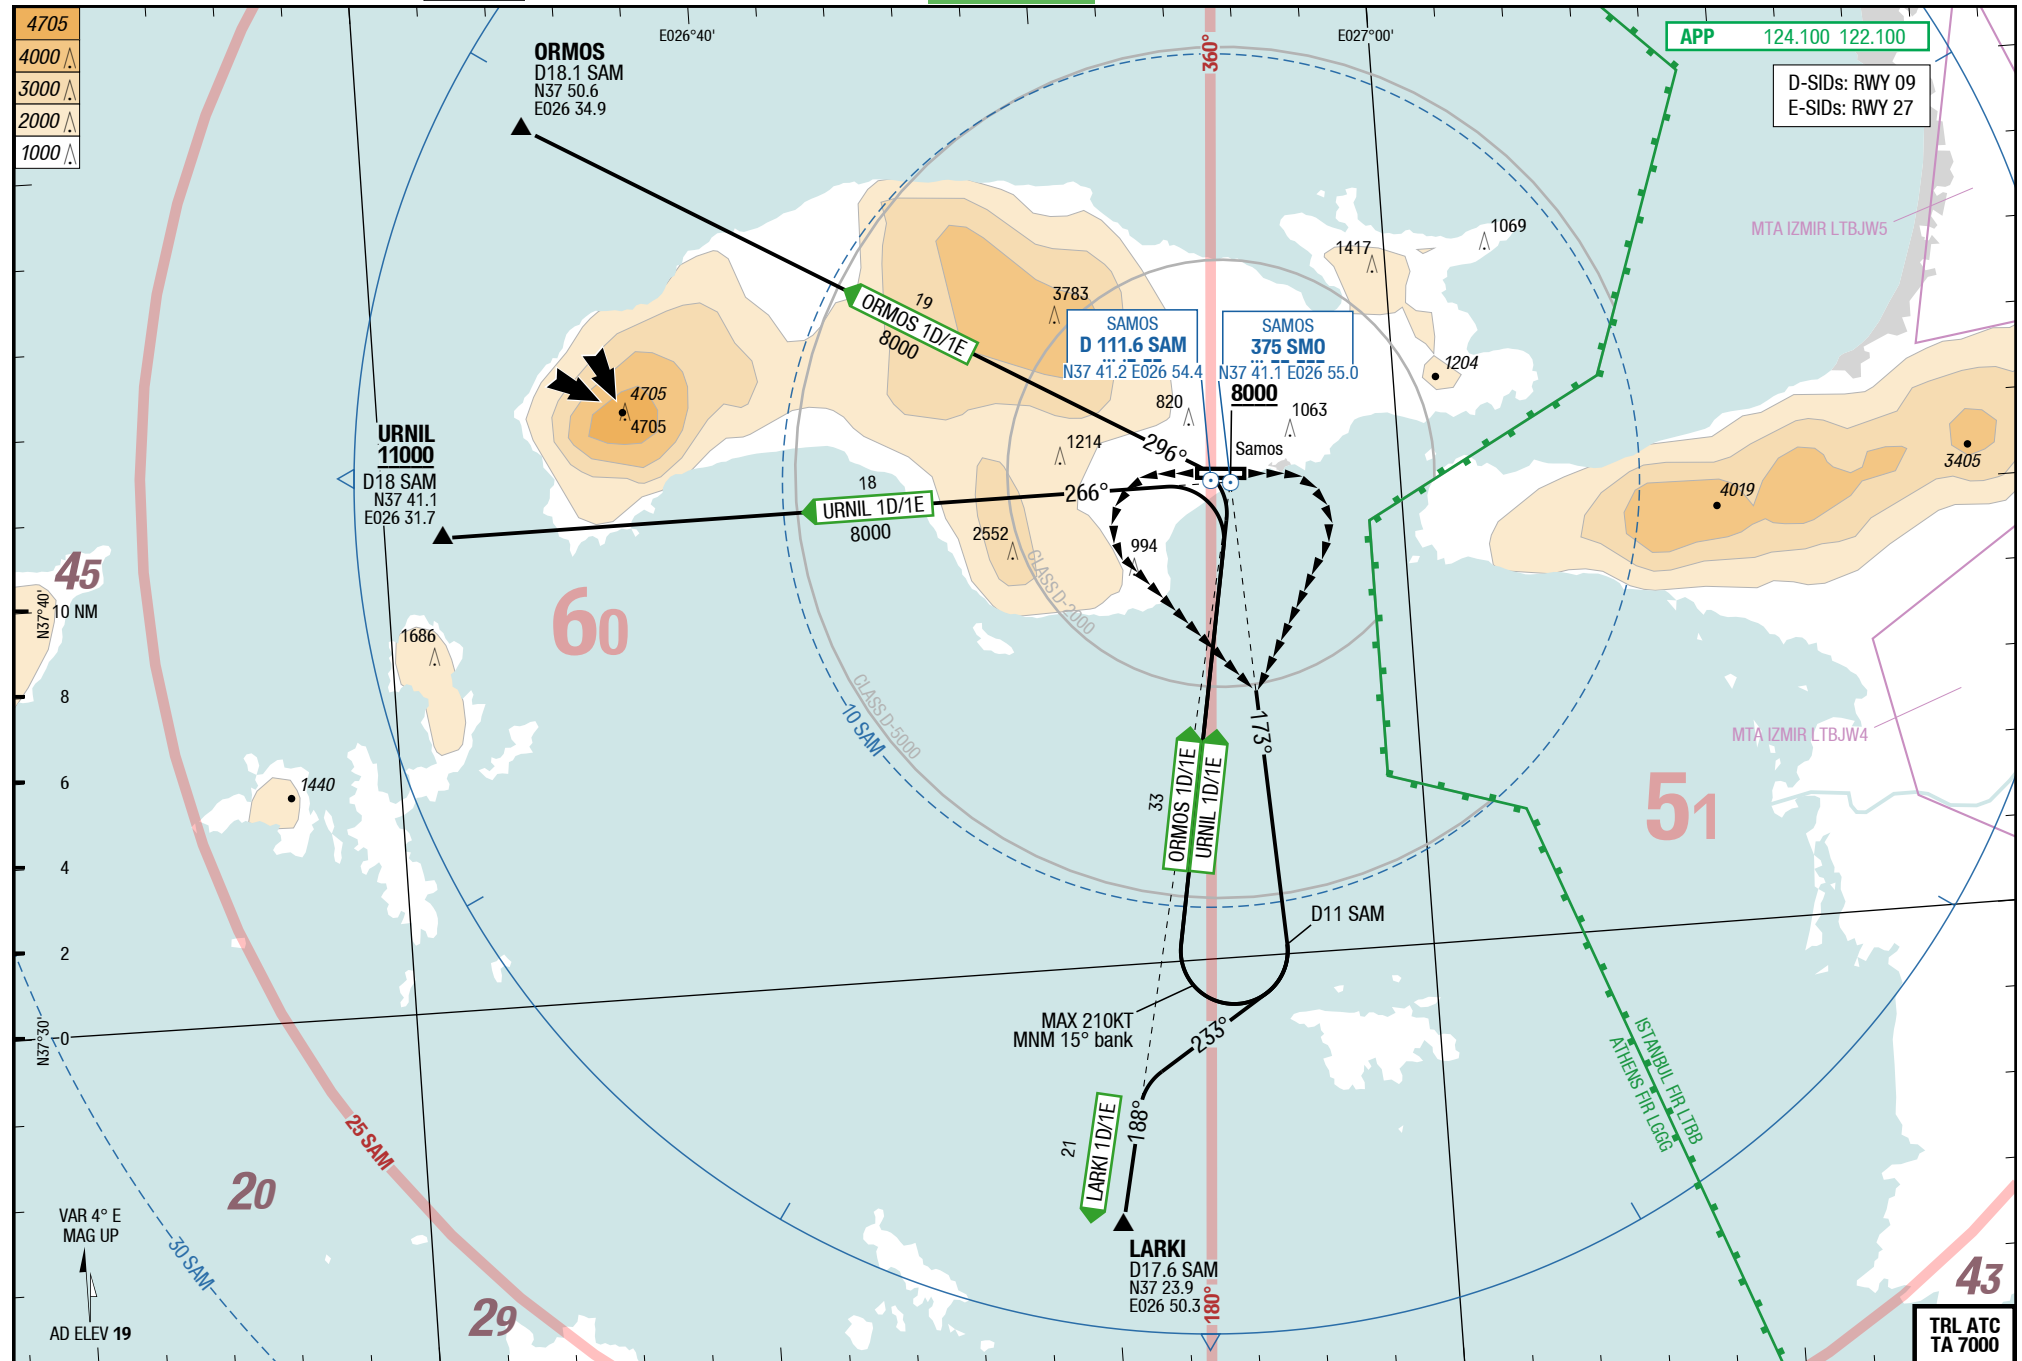 4705
4000
3000
2000
1000
ORMOS
D18.1 SAM
N37 50.6
E026 34.9
E026°40'
360°
E027°00'
APP 124.100 122.100
D-SIDs: RWY 09
E-SIDs: RWY 27
MTA IZMIR LTBJW5
1069
1417
3783
19
ORMOS 1D/1E
8000
SAMOS
D 111.6 SAM
N37 41.2 E026 54.4
SAMOS
375 SMO
N37 41.1 E026 55.0
8000
1204
4705
4705
820
1063
1214
296°
Samos
URNIL
11000
D18 SAM
N37 41.1
E026 31.7
18
URNIL 1D/1E
8000
266°
3405
4019
2552
994
CLASS D-2000
45
N37°40'
10 NM
60
1686
8
CLASS D-5000
10 SAM
173°
MTA IZMIR LTBJW4
6
1440
33
ORMOS 1D/1E
URNIL 1D/1E
51
4
D11 SAM
2
MAX 210KT
MNM 15° bank
233°
N37°30'
0
ISTANBUL FIR LTBB
ATHENS FIR LGGG
25 SAM
21
LARKI 1D/1E
188°
20
VAR 4° E
MAG UP
30 SAM
LARKI
D17.6 SAM
N37 23.9
E026 50.3
180°
29
43
AD ELEV 19
TRL ATC
TA 7000